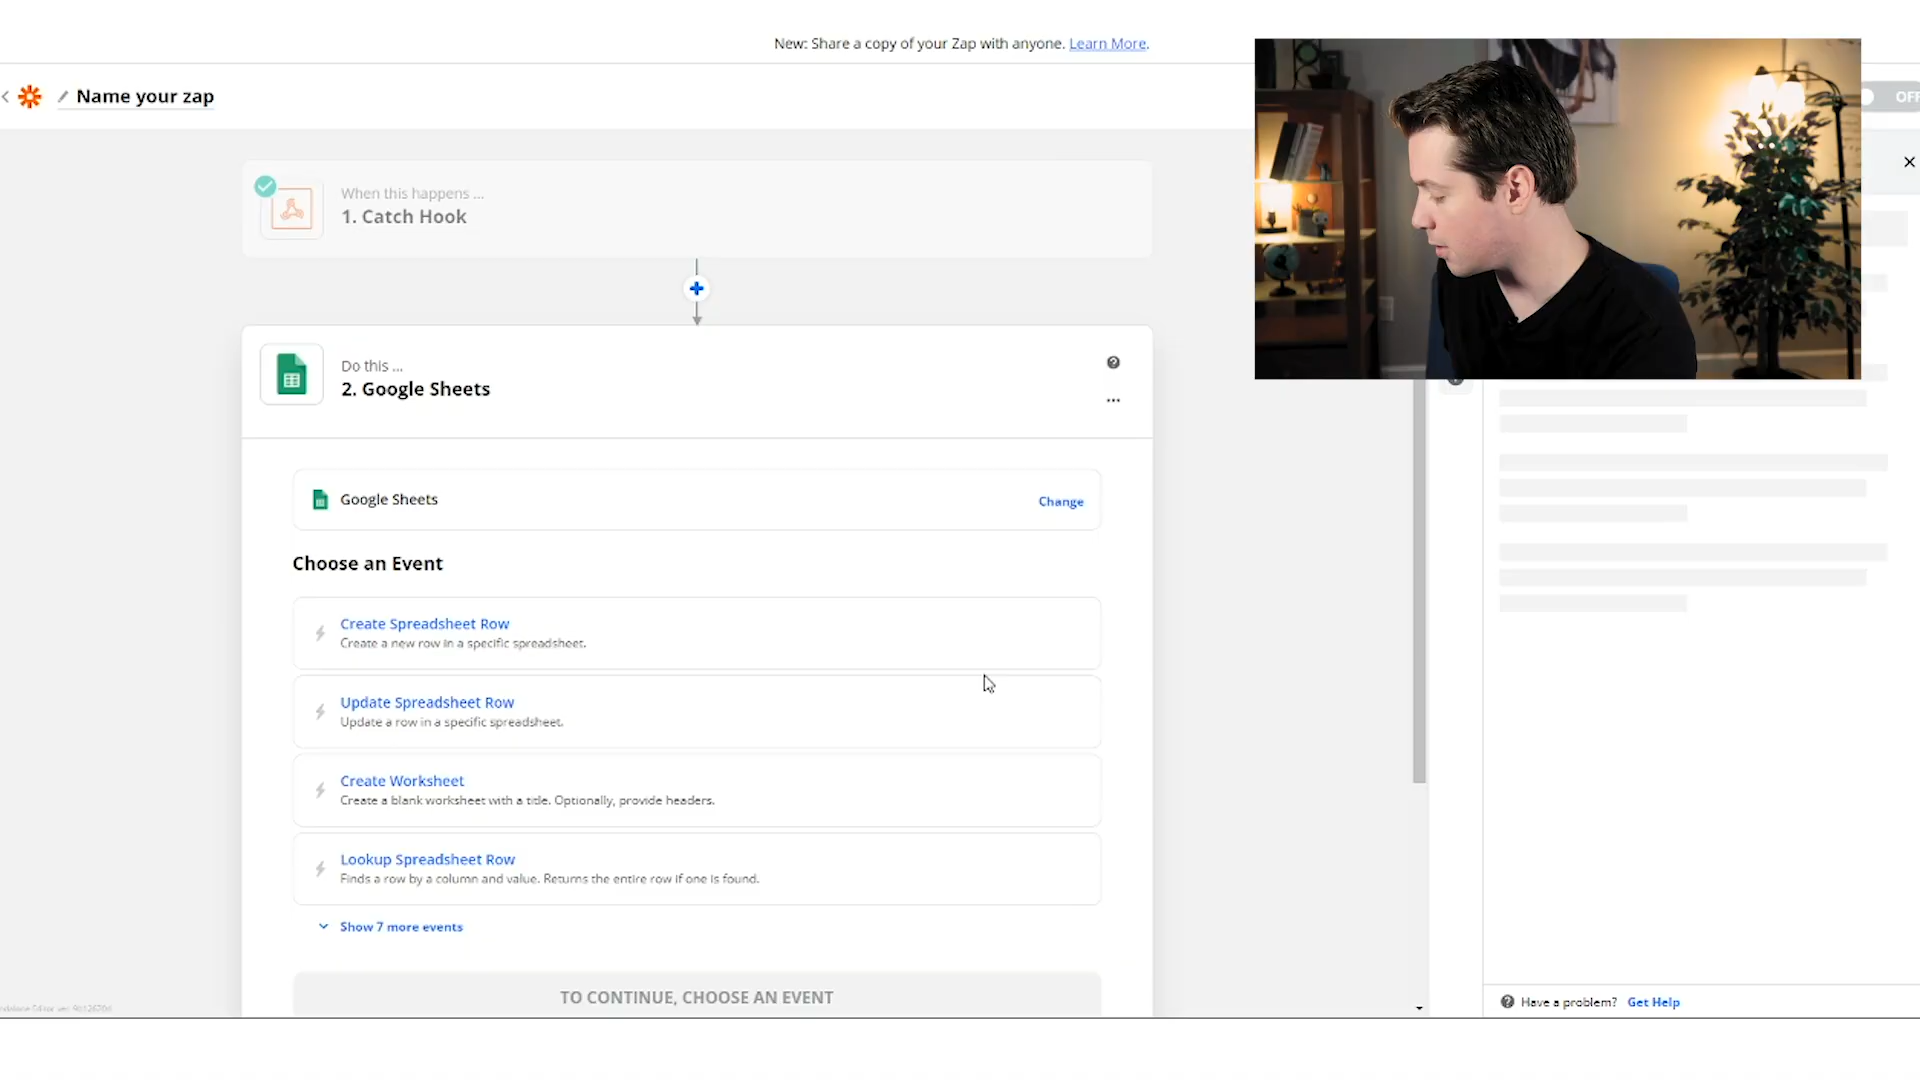 New: Share a copy of your Zap with anyone. Learn More.
Name your zap
OFF
When this happens ...
1. Catch Hook
Do this ...
2. Google Sheets
Google Sheets
Change
Choose an Event
Create Spreadsheet Row
Create a new row in a specific spreadsheet.
Update Spreadsheet Row
Update a row in a specific spreadsheet.
Create Worksheet
Create a blank worksheet with a title. Optionally, provide headers.
Lookup Spreadsheet Row
Finds a row by a column and value. Returns the entire row if one is found.
Show 7 more events
TO CONTINUE, CHOOSE AN EVENT
Have a problem? Get Help